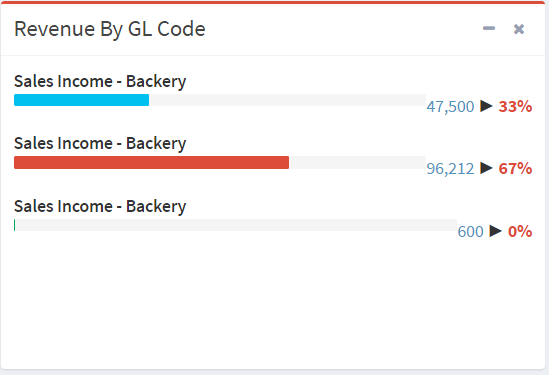 Revenue By GL Code
Sales Income - Backery
47,500 ▶ 33%
Sales Income - Backery
96,212 ▶ 67%
Sales Income - Backery
600 ▶ 0%